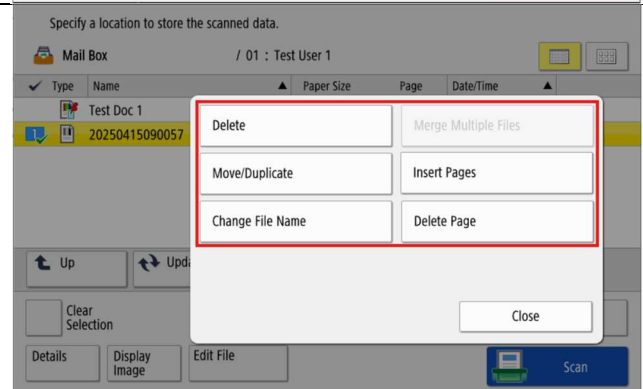 Specify a location to store the scanned data.
Mail Box / 01 : Test User 1
Type Name Paper Size Page Date/Time
Test Doc 1
1 20250415090057
Delete Merge Multiple Files
Move/Duplicate Insert Pages
Change File Name Delete Page
Up
Close
Clear
Selection
Details Display
Image Edit File Scan